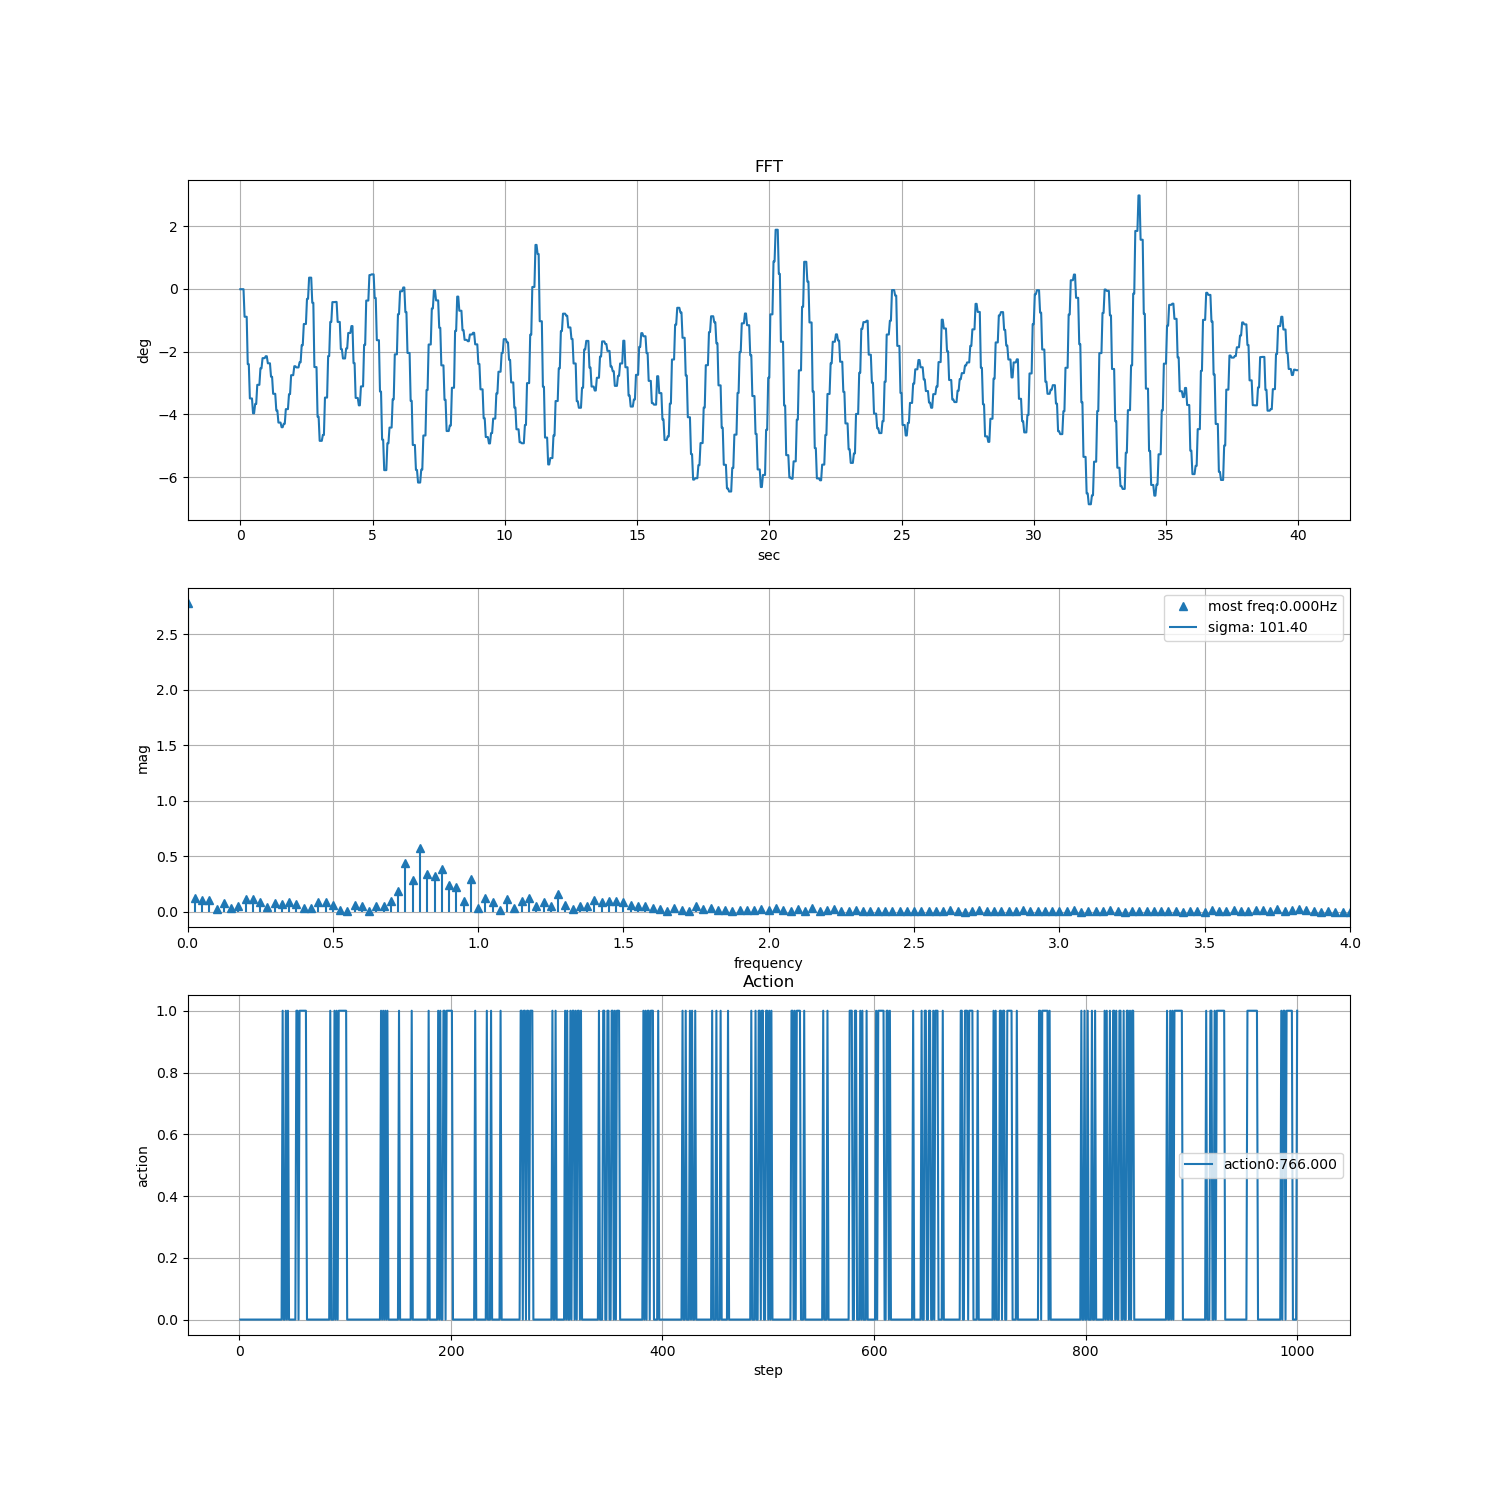 FFT
2
0
−2
−4
−6
deg
0 5 10 15 20 25 30 35 40
sec
most freq:0.000Hz
sigma: 101.40
2.5
2.0
1.5
1.0
0.5
0.0
mag
0.0 0.5 1.0 1.5 2.0 2.5 3.0 3.5 4.0
frequency
Action
1.0
0.8
0.6
0.4
0.2
0.0
action
action0:766.000
0 200 400 600 800 1000
step